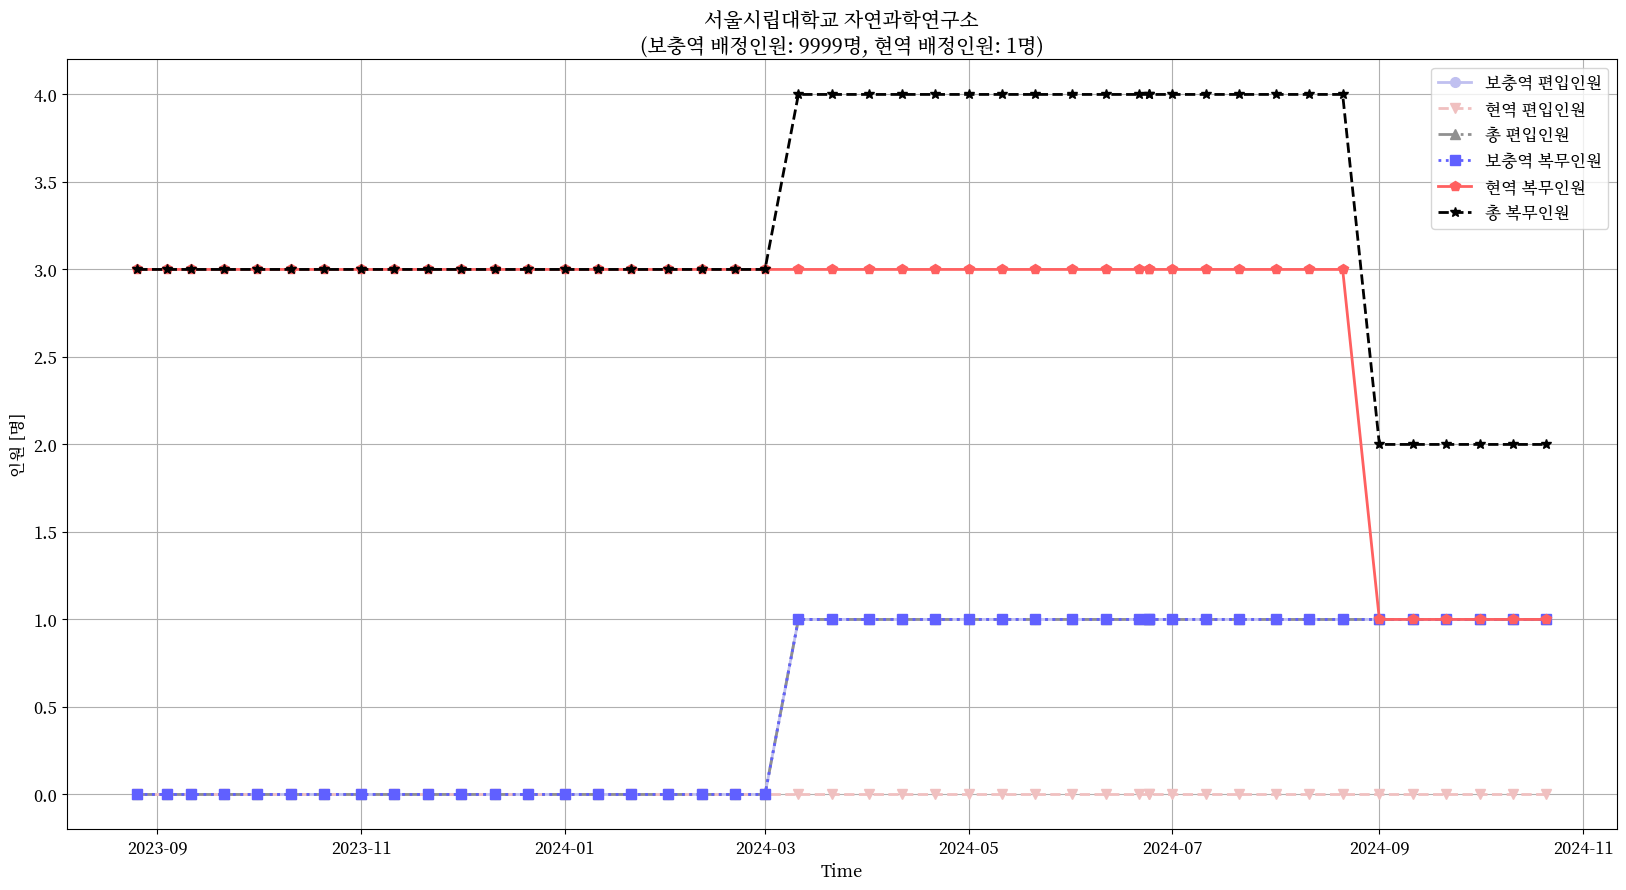 서울시립대학교 자연과학연구소
(보충역 배정인원: 9999명, 현역 배정인원: 1명)
보충역 편입인원
현역 편입인원
총 편입인원
보충역 복무인원
현역 복무인원
총 복무인원
인원 [명]
4.0
3.5
3.0
2.5
2.0
1.5
1.0
0.5
0.0
2023-09
2023-11
2024-01
2024-03
2024-05
2024-07
2024-09
2024-11
Time